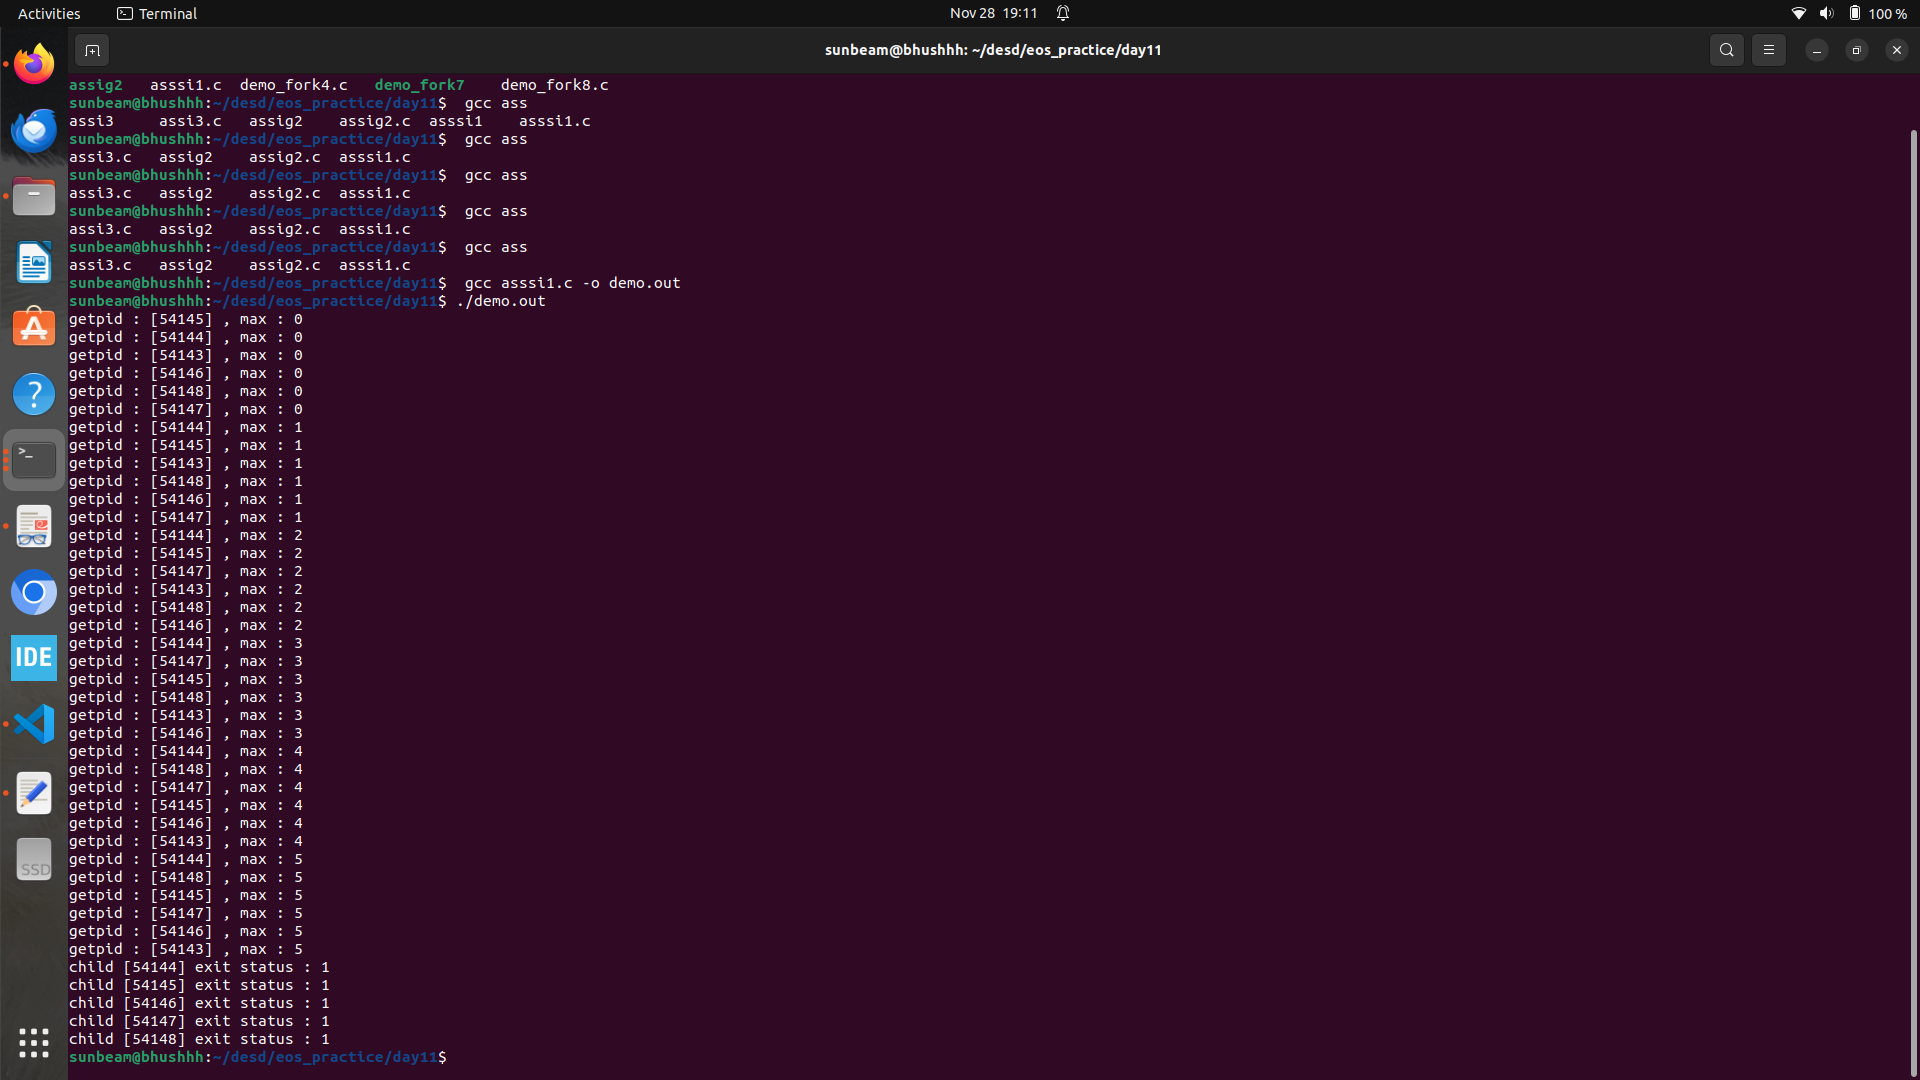 Activities Terminal Nov 28 19:11 100 %
sunbeam@bhushhh: ~/desd/eos_practice/day11
assig2 asssi1.c demo_fork4.c demo_fork7 demo_fork8.c
sunbeam@bhushhh:~/desd/eos_practice/day11$ gcc ass
assi3 assi3.c assig2 assig2.c asssi1 asssi1.c
sunbeam@bhushhh:~/desd/eos_practice/day11$ gcc ass
assi3.c assig2 assig2.c asssi1.c
sunbeam@bhushhh:~/desd/eos_practice/day11$ gcc ass
assi3.c assig2 assig2.c asssi1.c
sunbeam@bhushhh:~/desd/eos_practice/day11$ gcc ass
assi3.c assig2 assig2.c asssi1.c
sunbeam@bhushhh:~/desd/eos_practice/day11$ gcc ass
assi3.c assig2 assig2.c asssi1.c
sunbeam@bhushhh:~/desd/eos_practice/day11$ gcc asssi1.c -o demo.out
sunbeam@bhushhh:~/desd/eos_practice/day11$ ./demo.out
getpid : [54145] , max : 0
getpid : [54144] , max : 0
getpid : [54143] , max : 0
getpid : [54146] , max : 0
getpid : [54148] , max : 0
getpid : [54147] , max : 0
getpid : [54144] , max : 1
getpid : [54145] , max : 1
getpid : [54143] , max : 1
getpid : [54148] , max : 1
getpid : [54146] , max : 1
getpid : [54147] , max : 1
getpid : [54144] , max : 2
getpid : [54145] , max : 2
getpid : [54147] , max : 2
getpid : [54143] , max : 2
getpid : [54148] , max : 2
getpid : [54146] , max : 2
getpid : [54144] , max : 3
getpid : [54147] , max : 3
getpid : [54145] , max : 3
getpid : [54148] , max : 3
getpid : [54143] , max : 3
getpid : [54146] , max : 3
getpid : [54144] , max : 4
getpid : [54148] , max : 4
getpid : [54147] , max : 4
getpid : [54145] , max : 4
getpid : [54146] , max : 4
getpid : [54143] , max : 4
getpid : [54144] , max : 5
getpid : [54148] , max : 5
getpid : [54145] , max : 5
getpid : [54147] , max : 5
getpid : [54146] , max : 5
getpid : [54143] , max : 5
child [54144] exit status : 1
child [54145] exit status : 1
child [54146] exit status : 1
child [54147] exit status : 1
child [54148] exit status : 1
sunbeam@bhushhh:~/desd/eos_practice/day11$
IDE
SSD